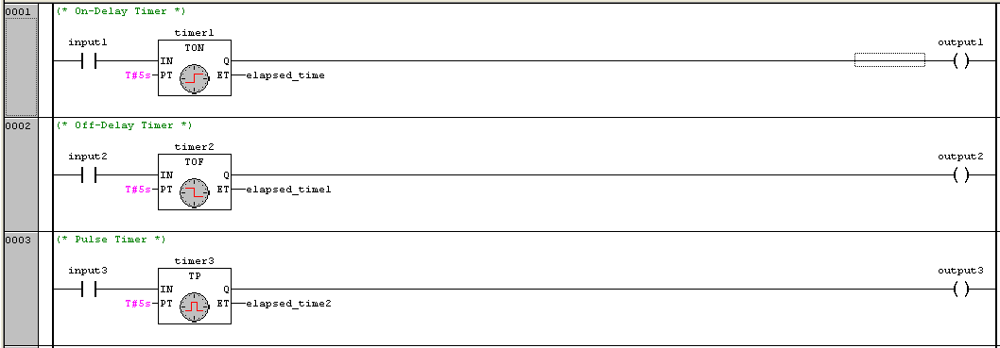 0001 (* On-Delay Timer *)
timer1
input1 TON output1
IN Q
T#5s PT ET elapsed_time
0002 (* Off-Delay Timer *)
timer2
input2 TOF output2
IN Q
T#5s PT ET elapsed_time1
0003 (* Pulse Timer *)
timer3
input3 TP output3
IN Q
T#5s PT ET elapsed_time2